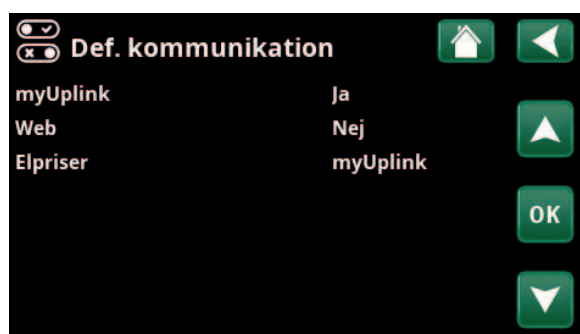 Def. kommunikation
myUplink Ja
Web Nej
Elpriser myUplink
OK